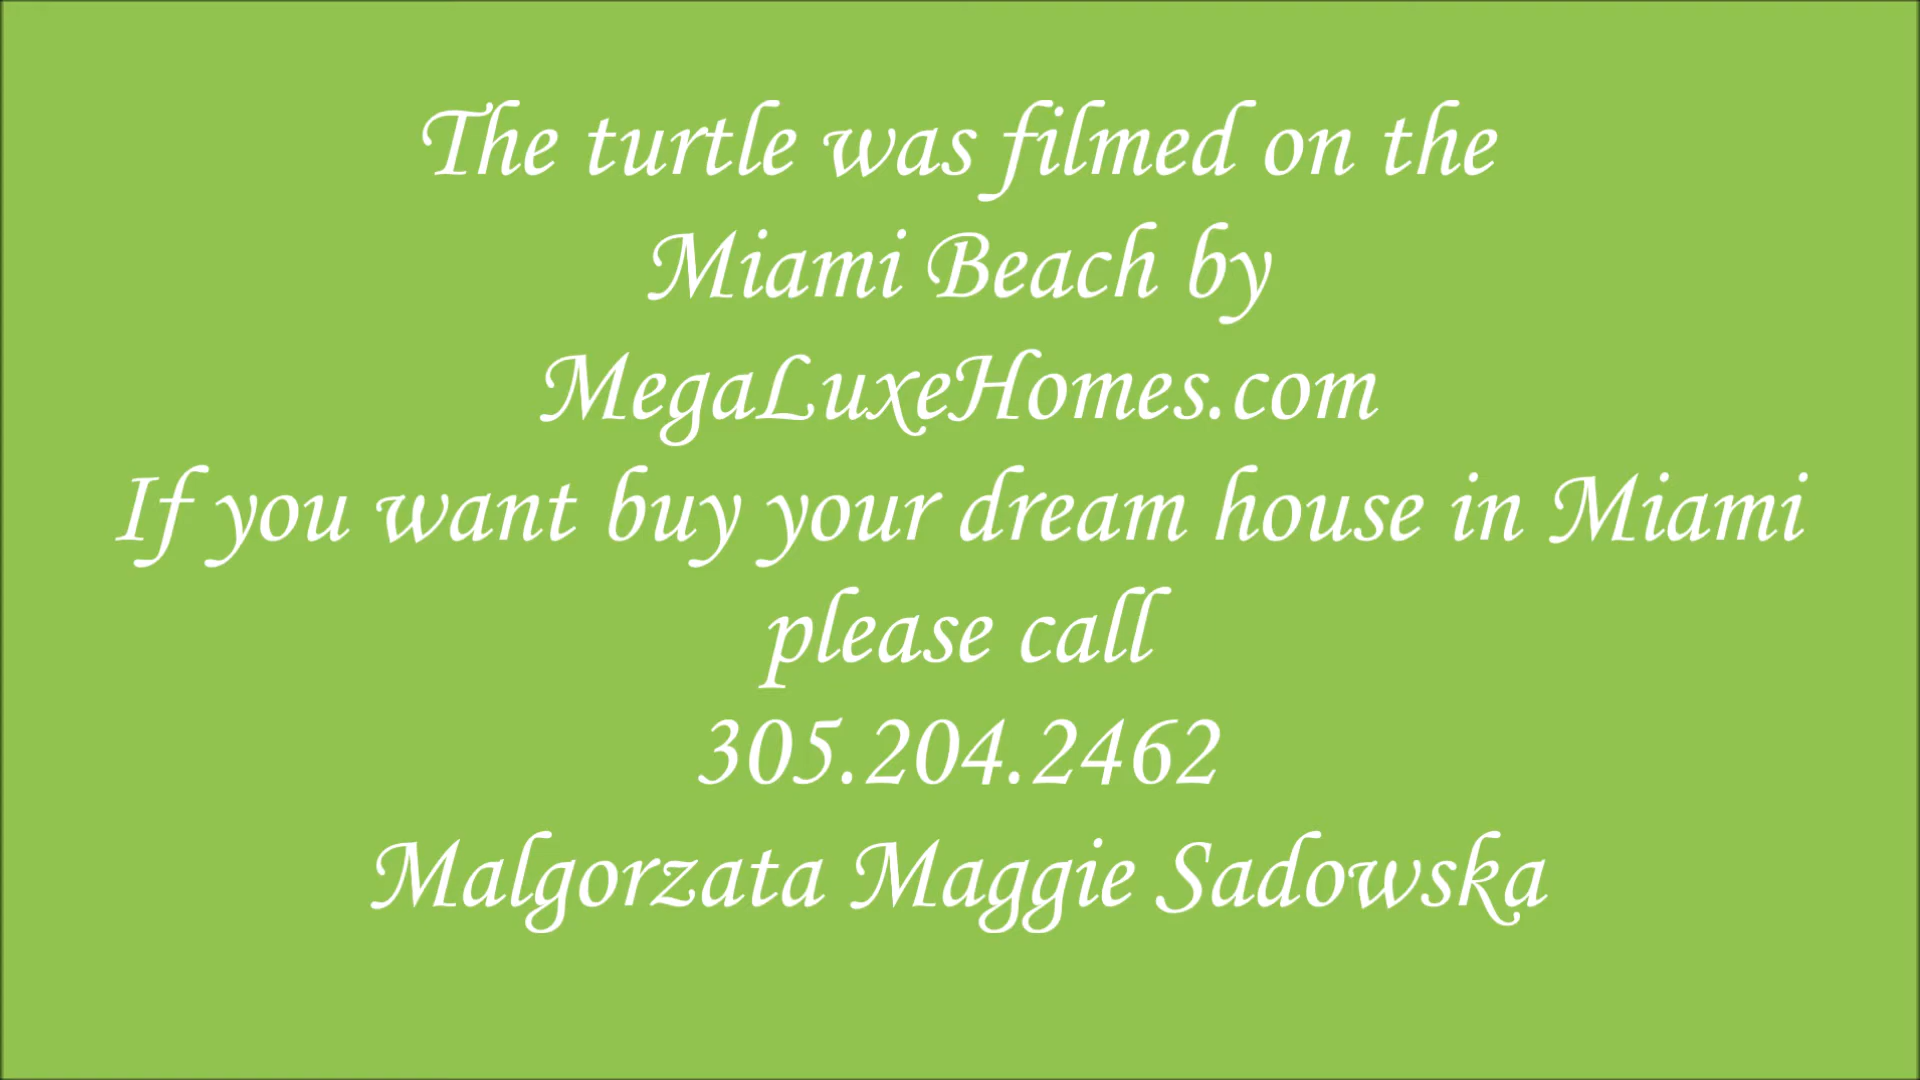 The turtle was filmed on the
Miami Beach by
MegaLuxeHomes.com
If you want buy your dream house in Miami
please call
305.204.2462
Malgorzata Maggie Sadowska